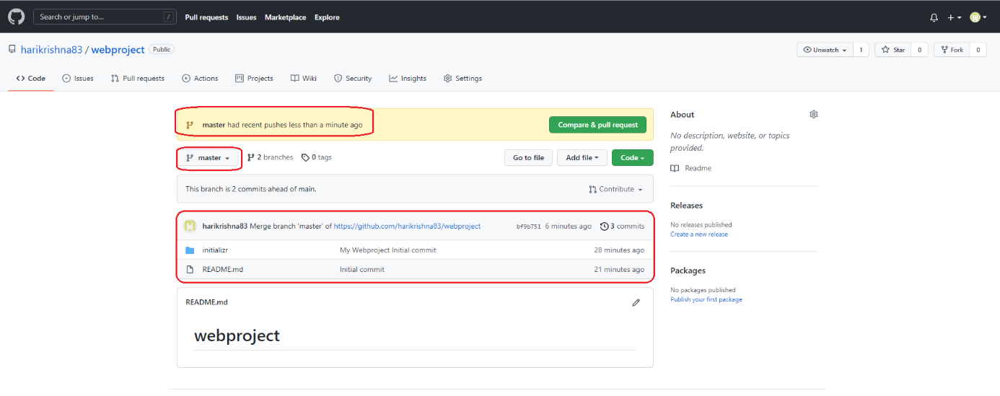 Search or jump to... /
Pull requests Issues Marketplace Explore
harikrishna83 / webproject Public
Unwatch 1 Star 0 Fork 0
Code Issues Pull requests Actions Projects Wiki Security Insights Settings
master had recent pushes less than a minute ago
Compare & pull request
master 2 branches 0 tags
Go to file Add file Code
This branch is 2 commits ahead of main.
Contribute
harikrishna83 Merge branch 'master' of https://github.com/harikrishna83/webproject bf9b751 6 minutes ago 3 commits
initializr My Webproject Initial commit 28 minutes ago
README.md Initial commit 21 minutes ago
README.md
webproject
About
No description, website, or topics
provided.
Readme
Releases
No releases published
Create a new release
Packages
No packages published
Publish your first package